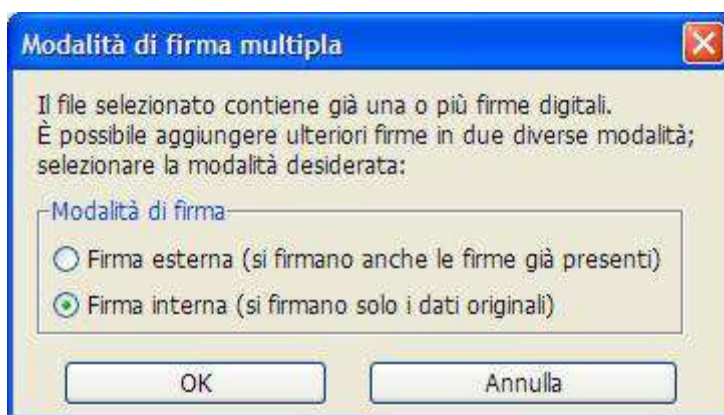 Modalità di firma multipla
Il file selezionato contiene già una o più firme digitali.
È possibile aggiungere ulteriori firme in due diverse modalità;
selezionare la modalità desiderata:
Modalità di firma
Firma esterna (si firmano anche le firme già presenti)
Firma interna (si firmano solo i dati originali)
OK Annulla